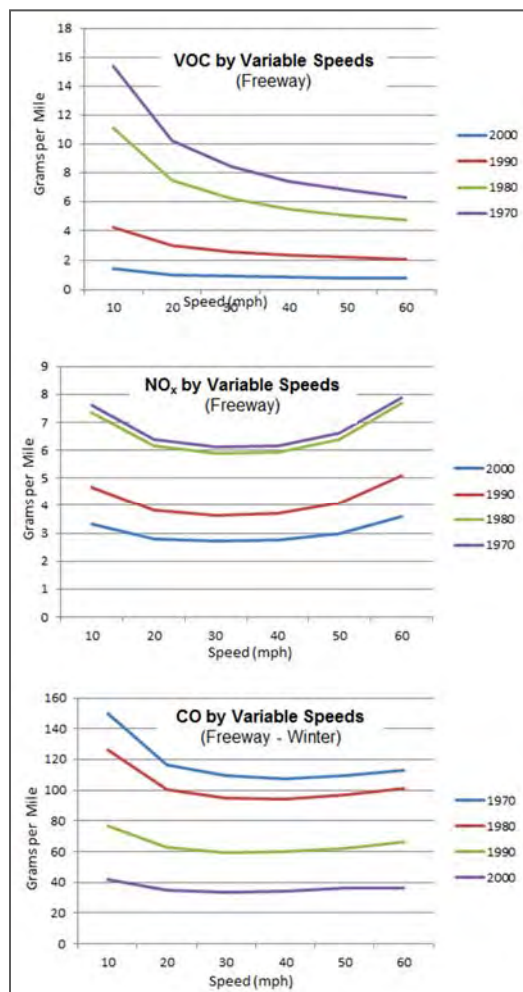 VOC by Variable Speeds
(Freeway)
Grams per Mile
18
16
14
12
10
8
6
4
2
0
10 20 30 40 50 60
Speed (mph)
2000
1990
1980
1970
NOx by Variable Speeds
(Freeway)
Grams per Mile
9
8
7
6
5
4
3
2
1
0
10 20 30 40 50 60
Speed (mph)
2000
1990
1980
1970
CO by Variable Speeds
(Freeway - Winter)
Grams per Mile
160
140
120
100
80
60
40
20
0
10 20 30 40 50 60
Speed (mph)
1970
1980
1990
2000